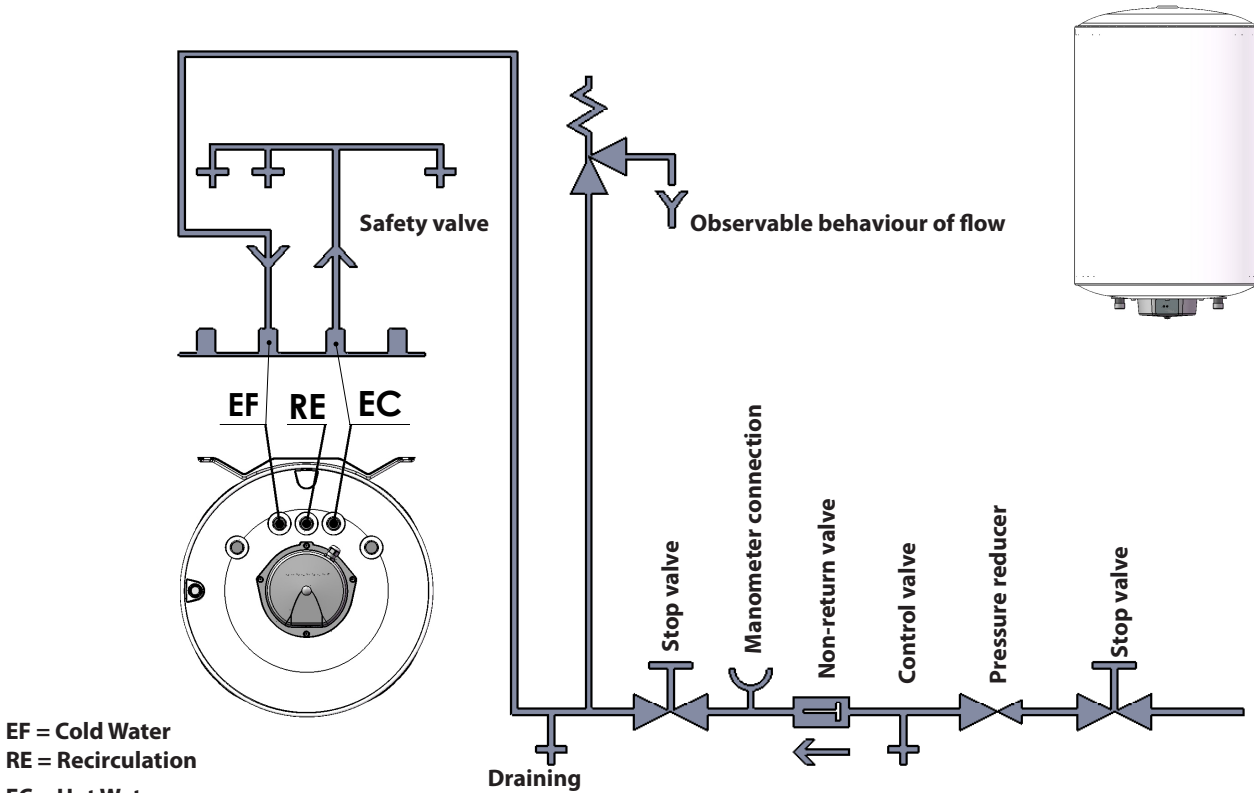 Safety valve
Observable behaviour of flow
EF
RE
EC
Stop valve
Manometer connection
Non-return valve
Control valve
Pressure reducer
Stop valve
Draining
EF = Cold Water
RE = Recirculation